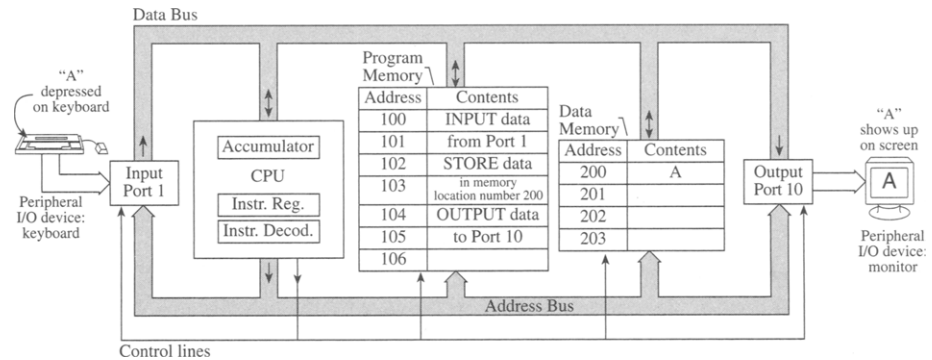 Data Bus
"A"
depressed
on keyboard
Peripheral
I/O device:
keyboard
Input
Port 1
Accumulator
CPU
Instr. Reg.
Instr. Decod.
Program
Memory
Address Contents
100 INPUT data
101 from Port 1
102 STORE data
103 in memory
location number 200
104 OUTPUT data
105 to Port 10
106
Data
Memory
Address Contents
200 A
201
202
203
Output
Port 10
"A"
shows up
on screen
A
Peripheral
I/O device:
monitor
Address Bus
Control lines